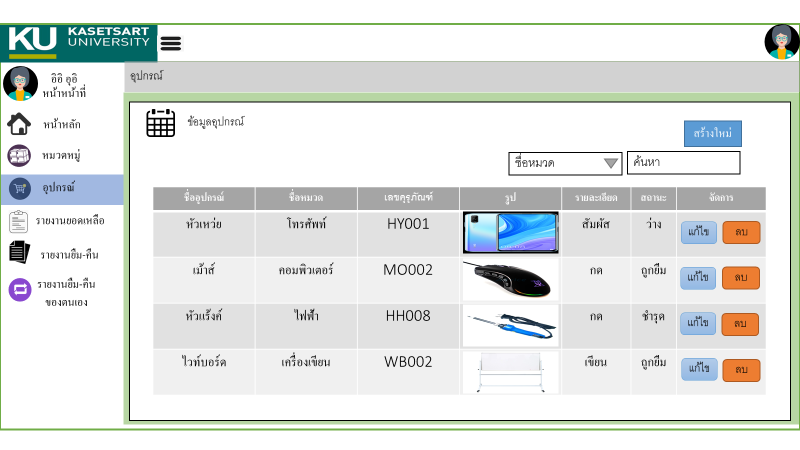 KU KASETSART
UNIVERSITY
อิอิ อุอิ
หน้าหน้าที่
อุปกรณ์
หน้าหลัก
หมวดหมู่
อุปกรณ์
รายงานยอดเหลือ
รายงานยืม-คืน
รายงานยืม-คืน
ของตนเอง
ข้อมูลอุปกรณ์
สร้างใหม่
ชื่อหมวด ค้นหา
ชื่ออุปกรณ์ ชื่อหมวด เลขครุภัณฑ์ รูป รายละเอียด สถานะ จัดการ
หัวเหว่ย โทรศัพท์ HY001 สัมผัส ว่าง แก้ไข ลบ
เม้าส์ คอมพิวเตอร์ MO002 กด ถูกยืม แก้ไข ลบ
หัวแร้งค์ ไฟฟ้า HH008 กด ชำรุด แก้ไข ลบ
ไวท์บอร์ด เครื่องเขียน WB002 เขียน ถูกยืม แก้ไข ลบ